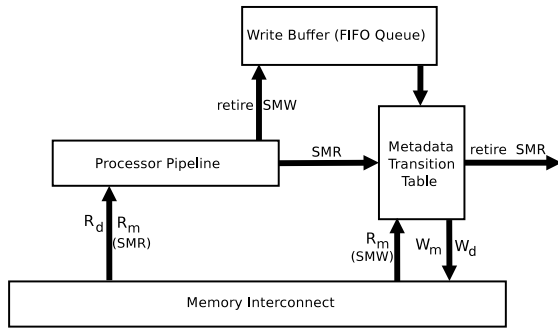 Write Buffer (FIFO Queue)
retire SMW
Metadata
Transition
Table
SMR
retire SMR
Processor Pipeline
Rd Rm
(SMR)
Rm
(SMW)
Wm Wd
Memory Interconnect